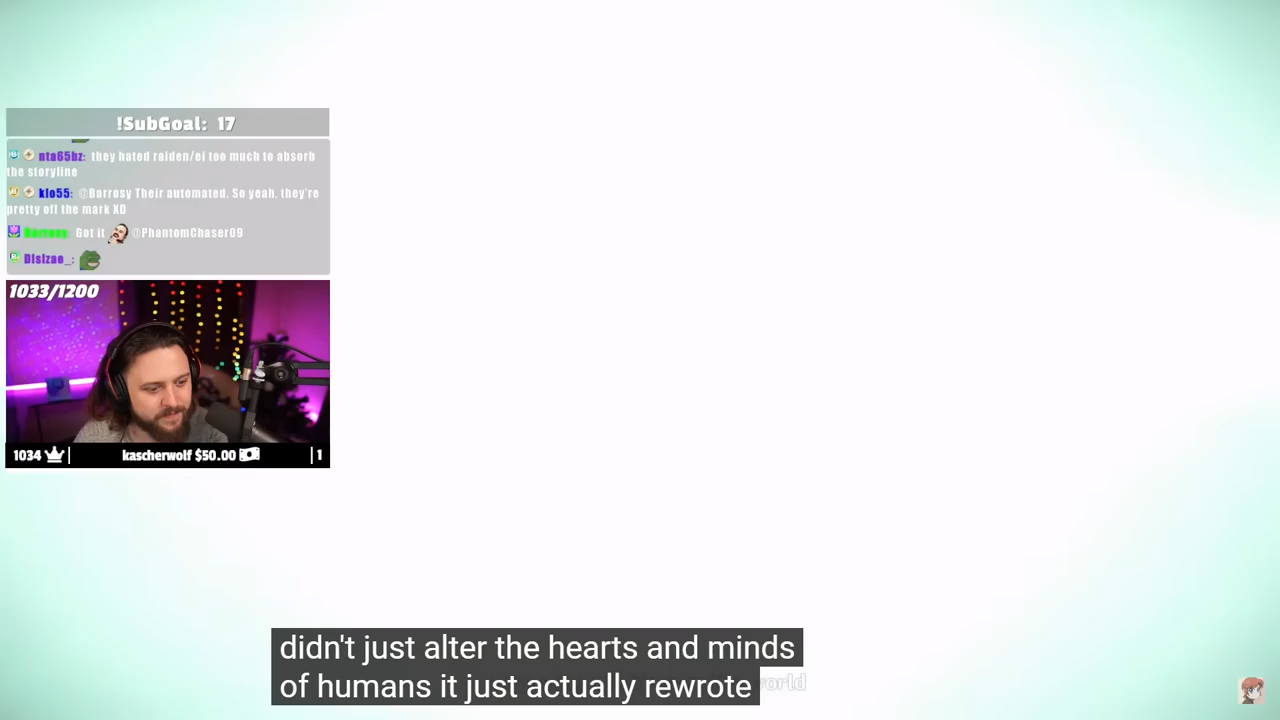 !SubGoal: 17
nta65bz: they hated raiden/ei too much to absorb
the storyline
klo55: @Barrosy Their automated. So yeah, they're
pretty off the mark XD
Barrosy: Got it @PhantomChaser09
Disizae_:
1033/1200
1034
kascherwolf $50.00
1
didn't just alter the hearts and minds
of humans it just actually rewrote